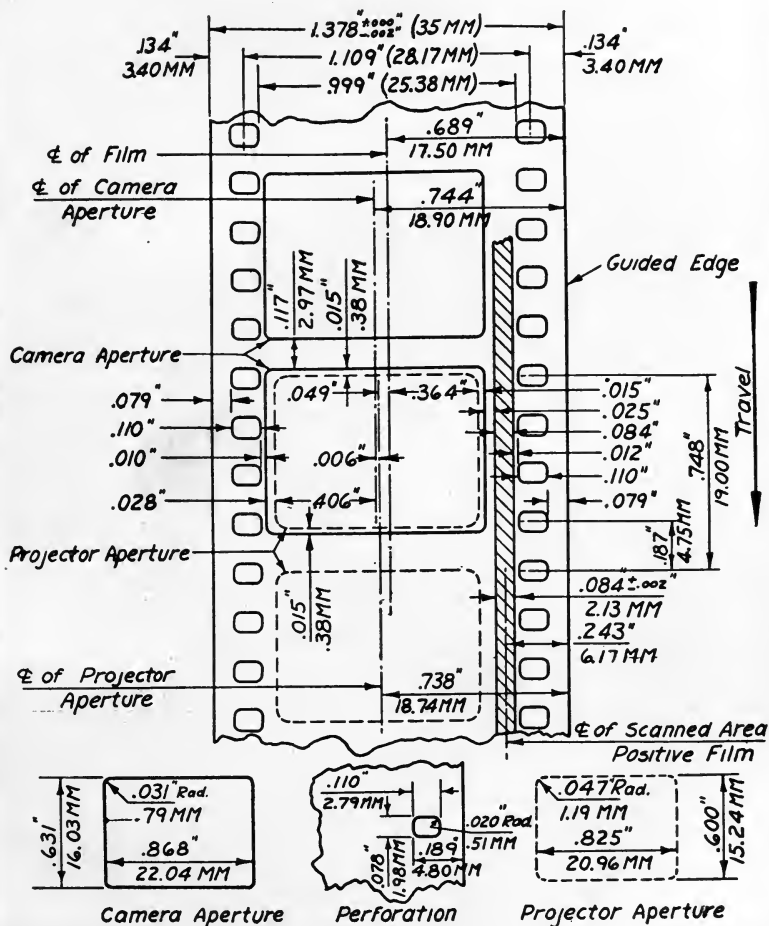 1.378" +.000" -.002" (35 MM)
.134"
3.40 MM
1.109" (28.17 MM)
.134"
3.40 MM
.999" (25.38 MM)
.689"
17.50 MM
℄ of Film
℄ of Camera
Aperture
.744"
18.90 MM
Guided Edge
.117"
2.97 MM
.015"
.38 MM
Camera Aperture
Travel
.079"
.049"
.364"
.015"
.025"
.110"
.084"
.010"
.006"
.012"
.110"
.748"
19.00 MM
.028"
.406"
.079"
.187"
4.75 MM
Projector Aperture
.015"
.38 MM
.084" ±.002"
2.13 MM
.243"
6.17 MM
℄ of Projector
Aperture
.738"
18.74 MM
℄ of Scanned Area
Positive Film
.631"
16.03 MM
.031" Rad.
.79 MM
.868"
22.04 MM
Camera Aperture
.110"
2.79 MM
.020" Rad
.51 MM
.078"
1.98 MM
.189"
4.80 MM
Perforation
.047" Rad.
1.19 MM
.825"
20.96 MM
.600"
15.24 MM
Projector Aperture